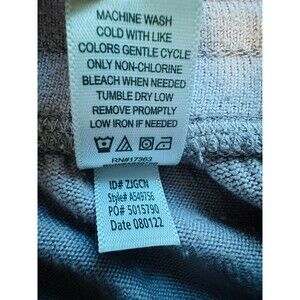 MACHINE WASH
COLD WITH LIKE
COLORS GENTLE CYCLE
ONLY NON-CHLORINE
BLEACH WHEN NEEDED
TUMBLE DRY LOW
REMOVE PROMPTLY
LOW IRON IF NEEDED
RN#17363
ID# ZJGCN
Style# A549756
PO# 5015790
Date 080122